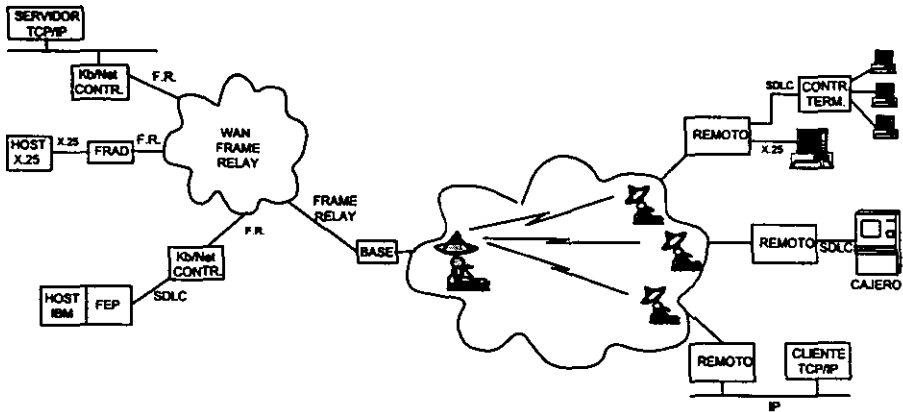 SERVIDOR
TCP/IP
Kb/Net
CONTR.
F.R.
HOST
X.25
X.25
FRAD
F.R.
WAN
FRAME
RELAY
F.R.
Kb/Net
CONTR.
SDLC
HOST
IBM
FEP
FRAME
RELAY
BASE
REMOTO
SDLC
CONTR.
TERM.
X.25
REMOTO
SDLC
CAJERO
REMOTO
CLIENTE
TCP/IP
IP